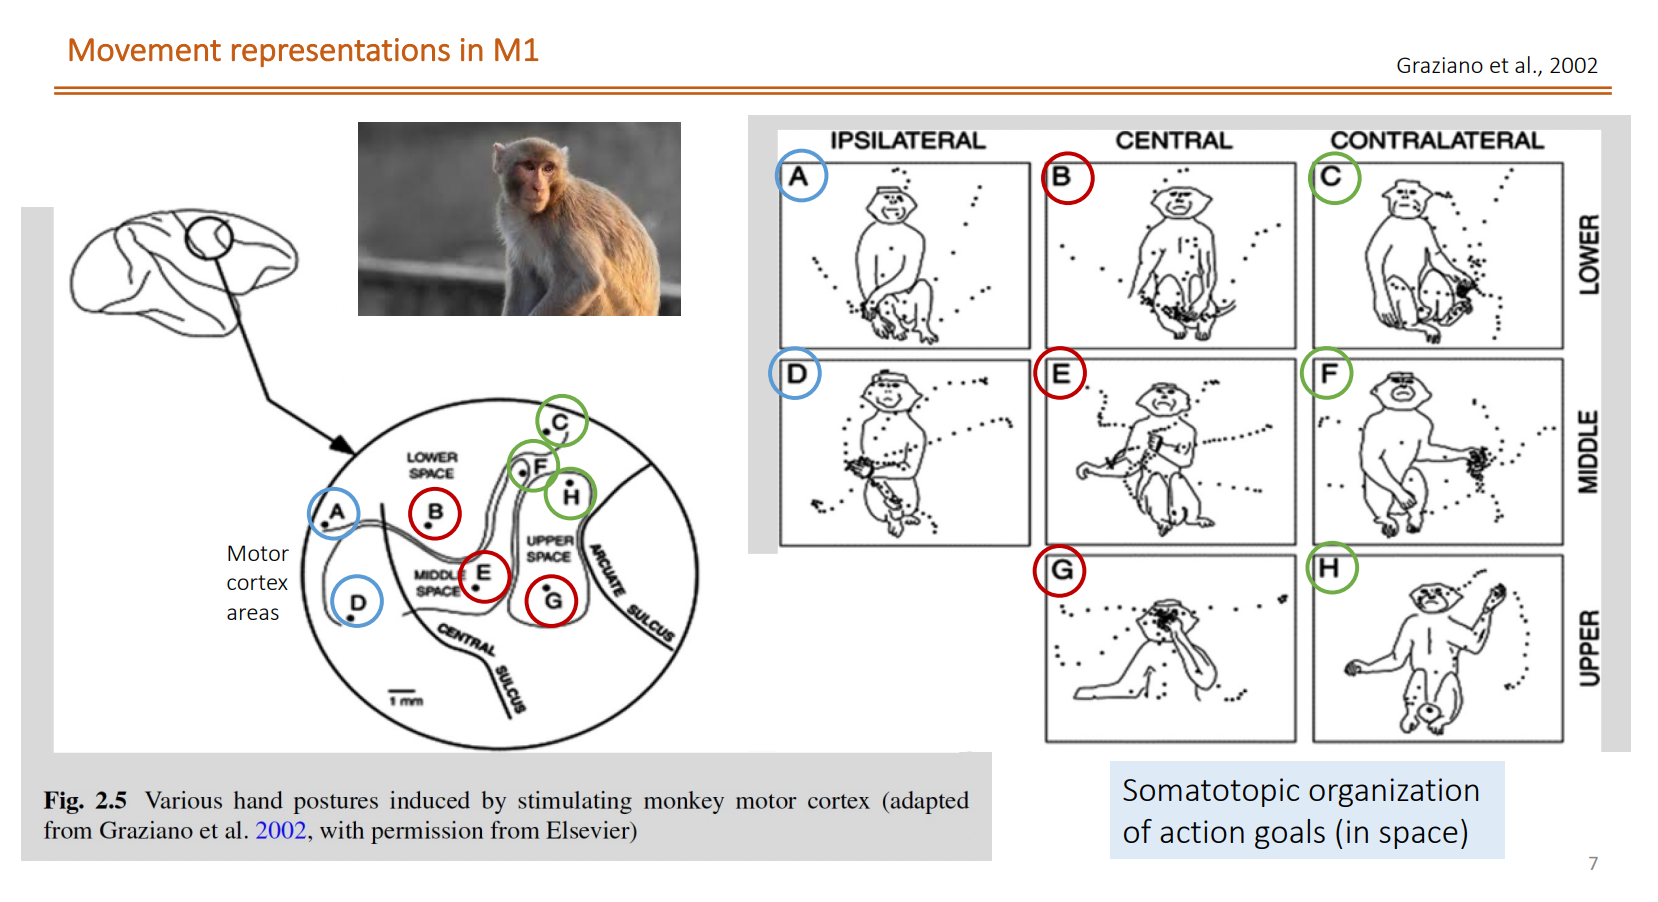 Movement representations in M1
Graziano et al., 2002
IPSILATERAL
CENTRAL
CONTRALATERAL
A
B
C
LOWER
D
E
F
MIDDLE
G
H
UPPER
C
LOWER
SPACE
F
H
A
B
UPPER
SPACE
ARCUATE SULCUS
Motor
cortex
areas
MIDDLE
SPACE
E
D
G
CENTRAL
SULCUS
1 mm
Fig. 2.5 Various hand postures induced by stimulating monkey motor cortex (adapted
from Graziano et al. 2002, with permission from Elsevier)
Somatotopic organization
of action goals (in space)
7